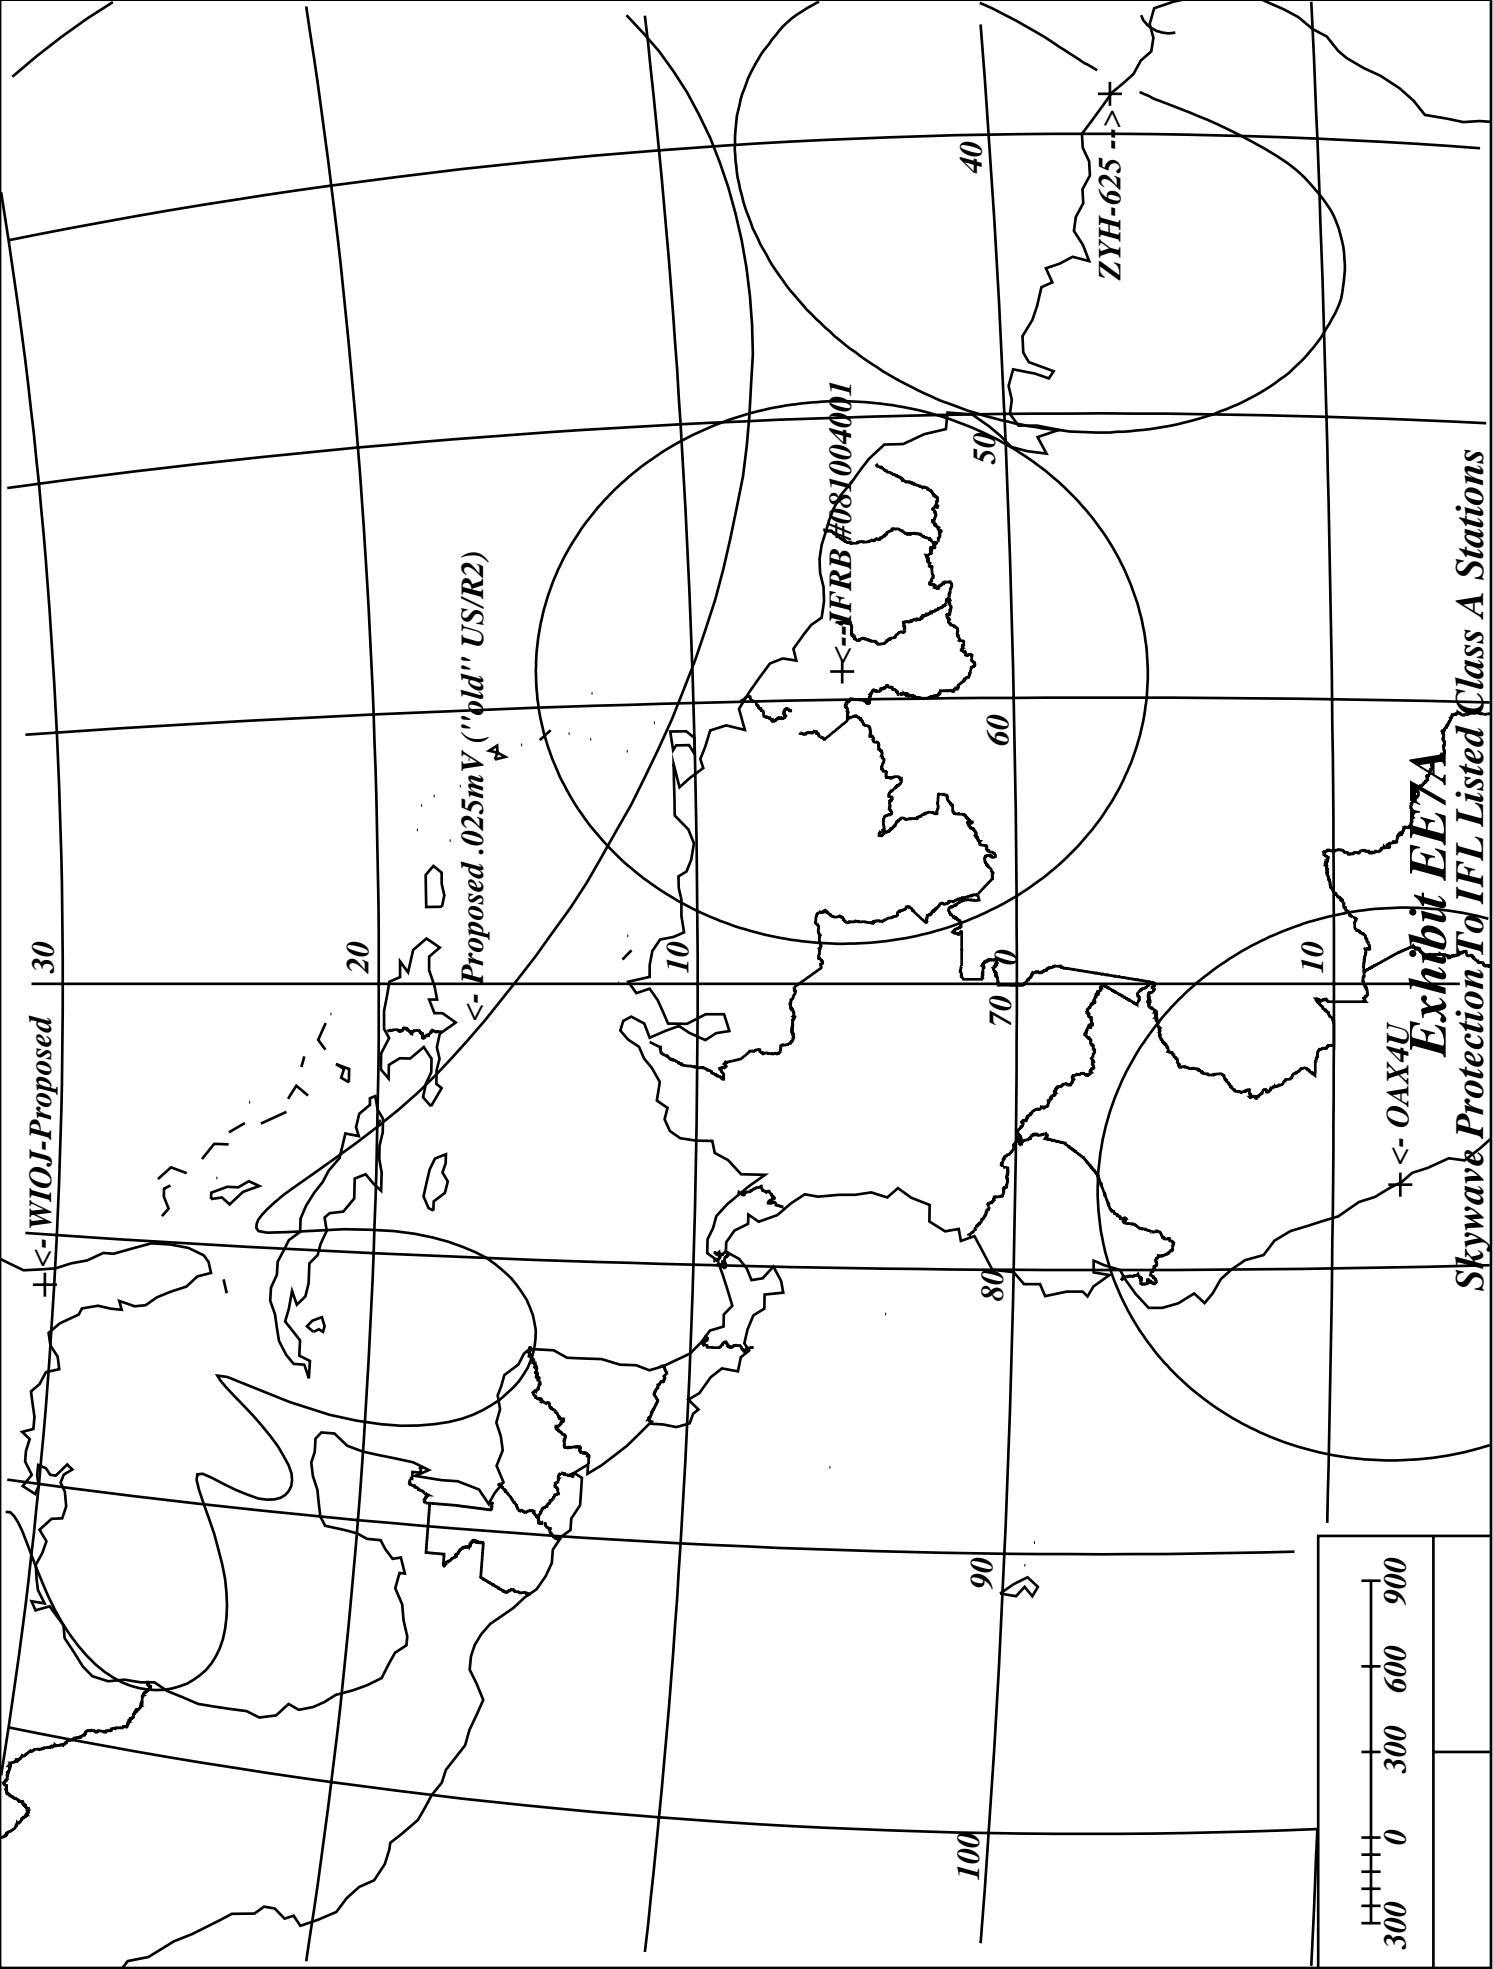 30
20
10
0
10
<-WIOJ-Proposed
<- Proposed .025mV ("old" US/R2)
<--IFRB #081004001
ZYH-625 -->
<- OAX4U
40
50
60
70
80
90
100
Exhibit EE7A
Skywave Protection To IFL Listed Class A Stations
300 0 300 600 900